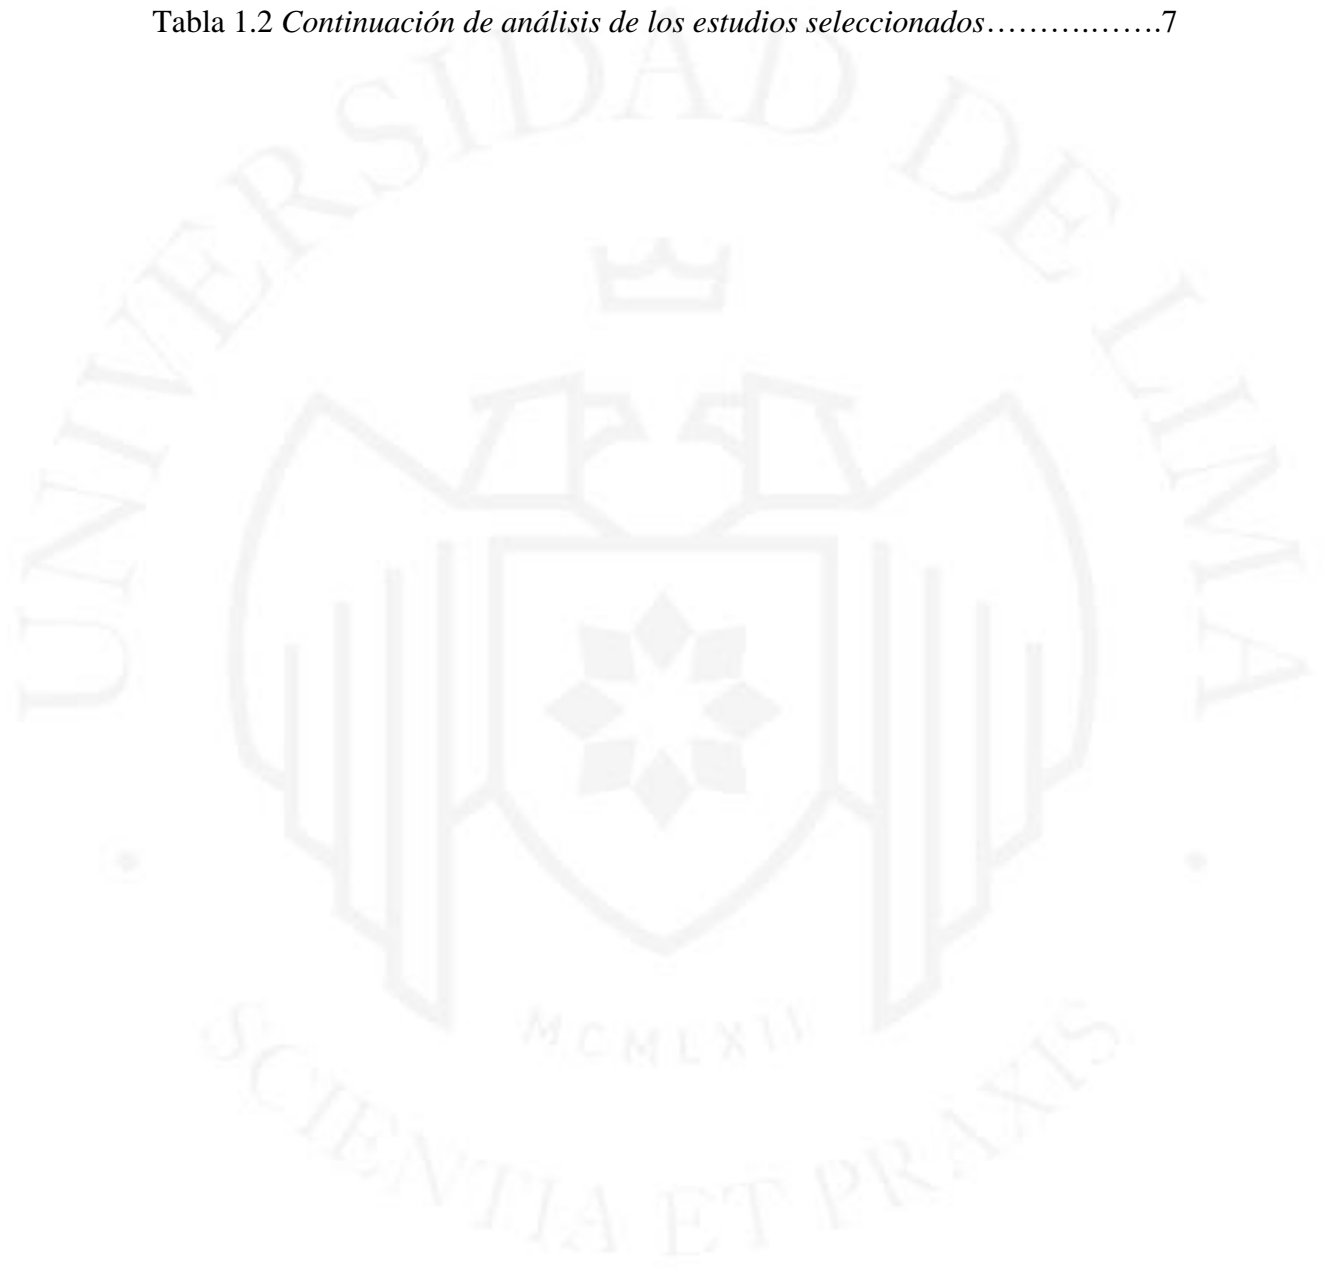 Tabla 1.2 Continuación de análisis de los estudios seleccionados……….…….7
UNIVERSIDAD DE LIMA
MCMLXII
SCIENTIA ET PRAXIS